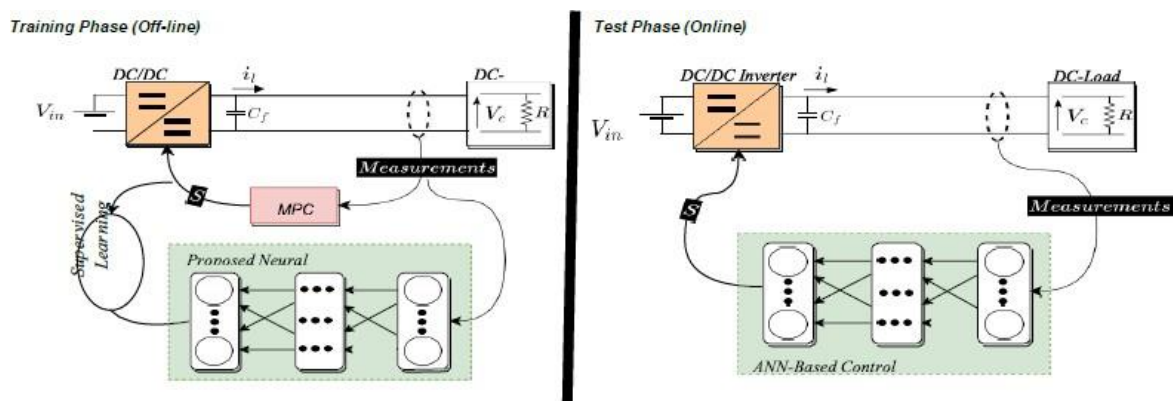 Training Phase (Off-line)
DC/DC
i_l
DC-
V_in
C_f
V_c
R
Measurements
S
MPC
Supervised
Learning
Proposed Neural
Test Phase (Online)
DC/DC Inverter
i_l
DC-Load
V_in
C_f
V_c
R
Measurements
S
ANN-Based Control